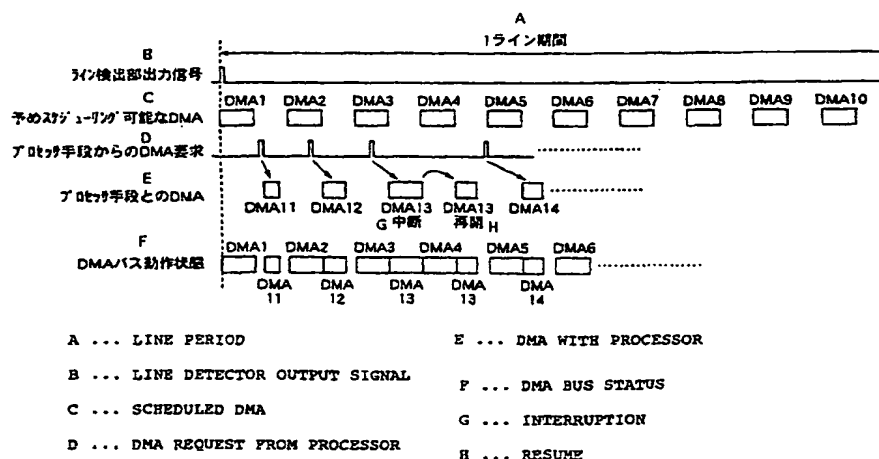 A
1ライン期間
B
ライン検出部出力信号
C
DMA1 DMA2 DMA3 DMA4 DMA5 DMA6 DMA7 DMA8 DMA9 DMA10
予めスケジューリング可能なDMA
D
プロセッサ手段からのDMA要求
E
プロセッサ手段とのDMA
DMA11 DMA12 DMA13 DMA13 DMA14
G 中断 再開 H
F
DMA1 DMA2 DMA3 DMA4 DMA5 DMA6
DMAバス動作状態
DMA DMA DMA DMA DMA
11 12 13 13 14
A ... LINE PERIOD
B ... LINE DETECTOR OUTPUT SIGNAL
C ... SCHEDULED DMA
D ... DMA REQUEST FROM PROCESSOR
E ... DMA WITH PROCESSOR
F ... DMA BUS STATUS
G ... INTERRUPTION
H ... RESUME